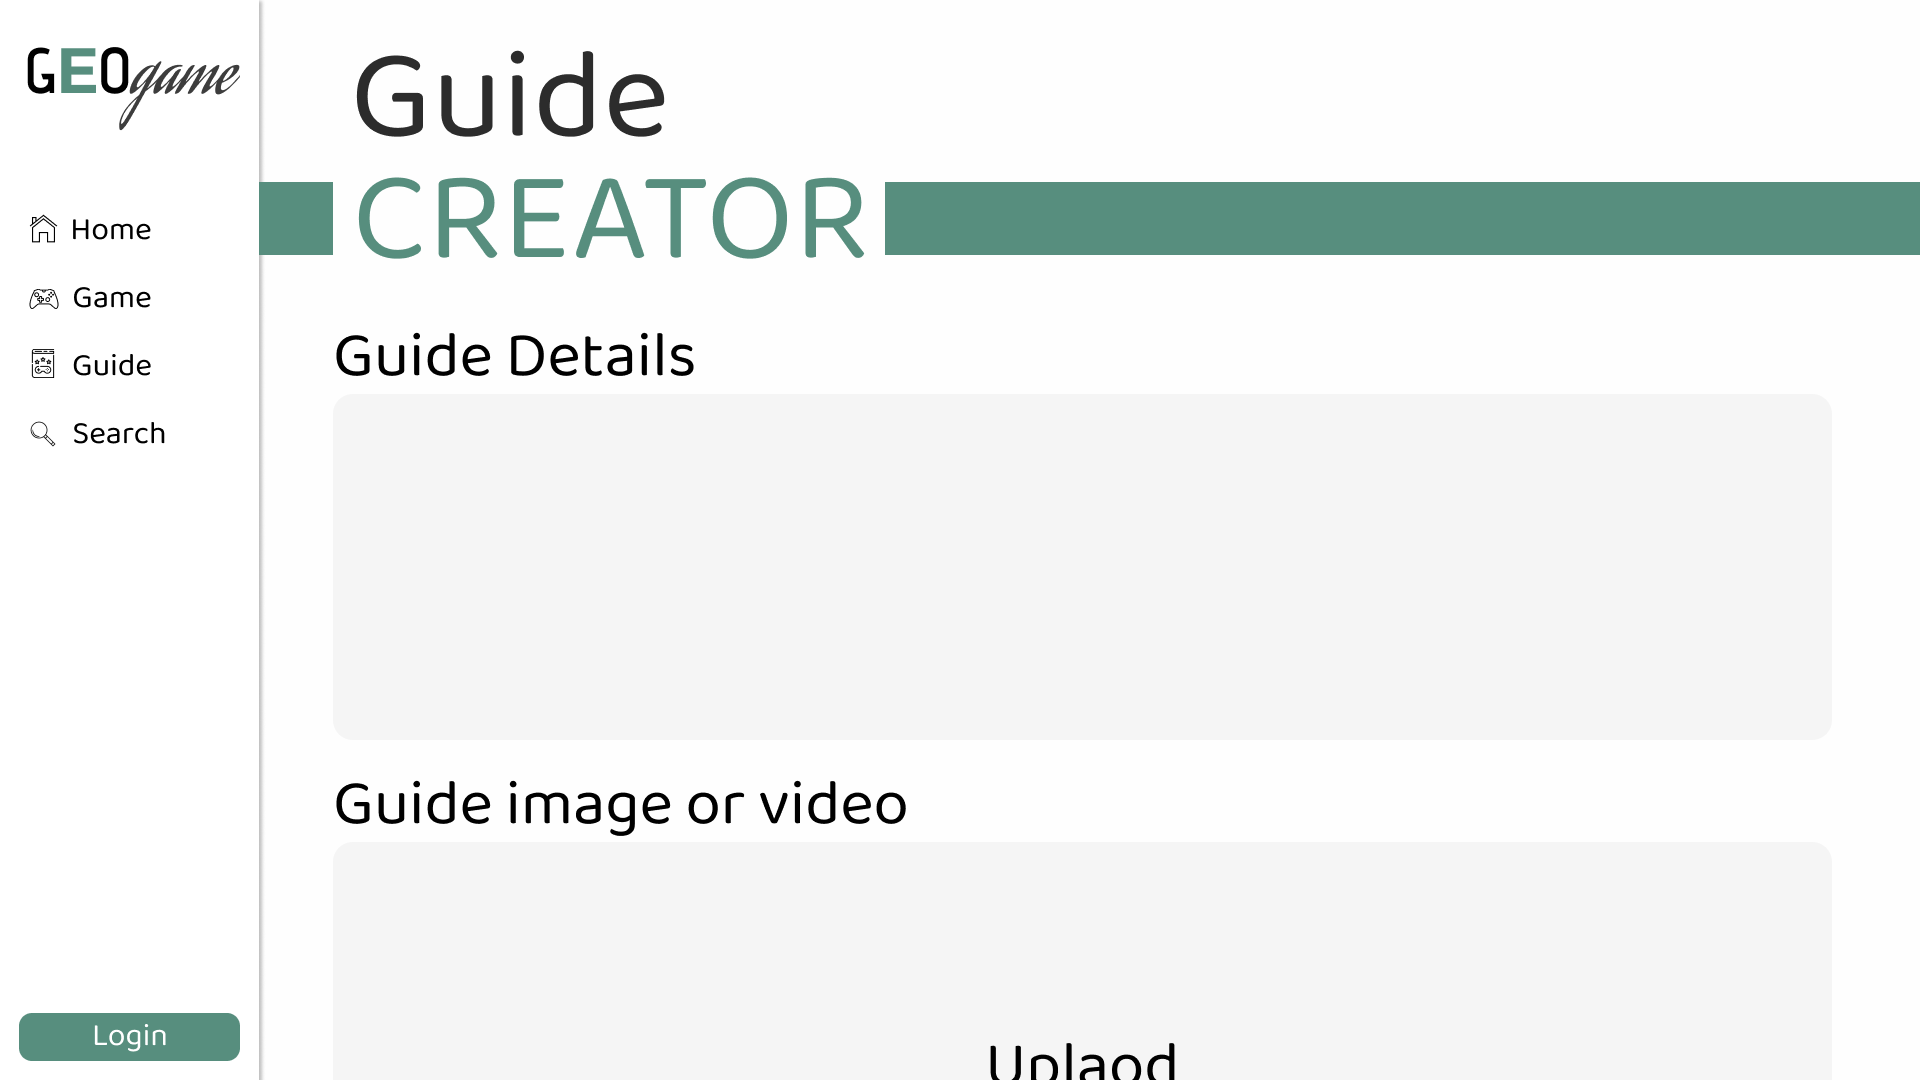 GEOgame
Home
Game
Guide
Search
Login
Guide
CREATOR
Guide Details
Guide image or video
Uplaod